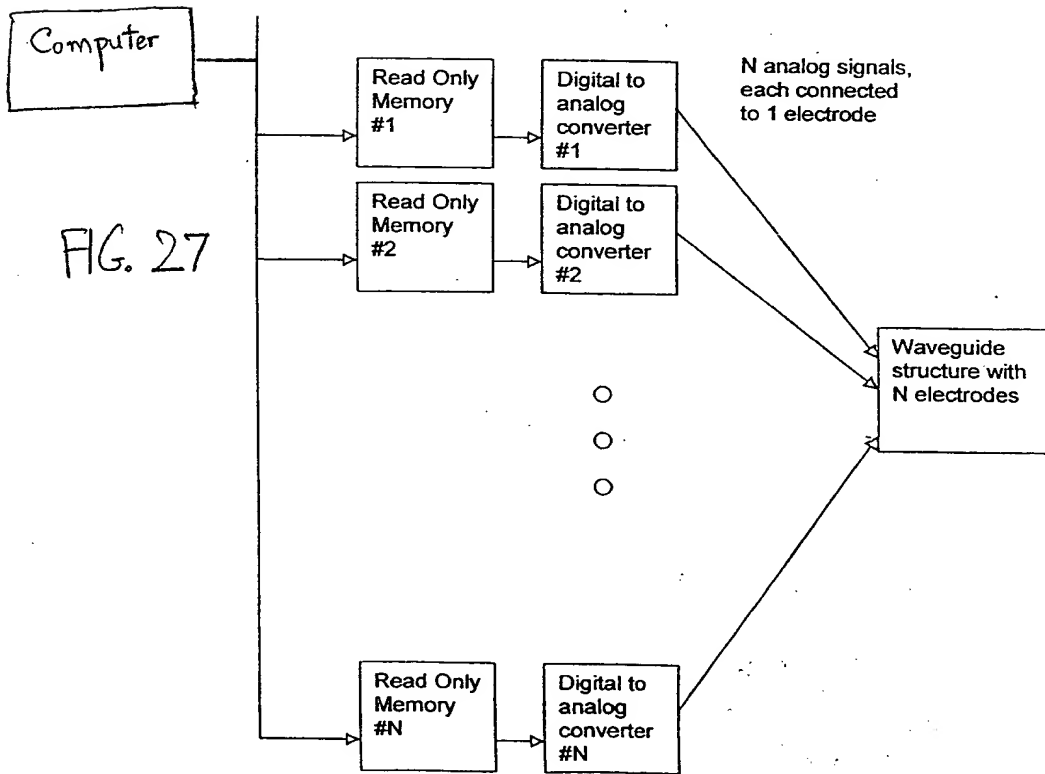 Computer
Read Only
Memory
#1
Digital to
analog
converter
#1
N analog signals,
each connected
to 1 electrode
Read Only
Memory
#2
Digital to
analog
converter
#2
FIG. 27
Waveguide
structure with
N electrodes
Read Only
Memory
#N
Digital to
analog
converter
#N